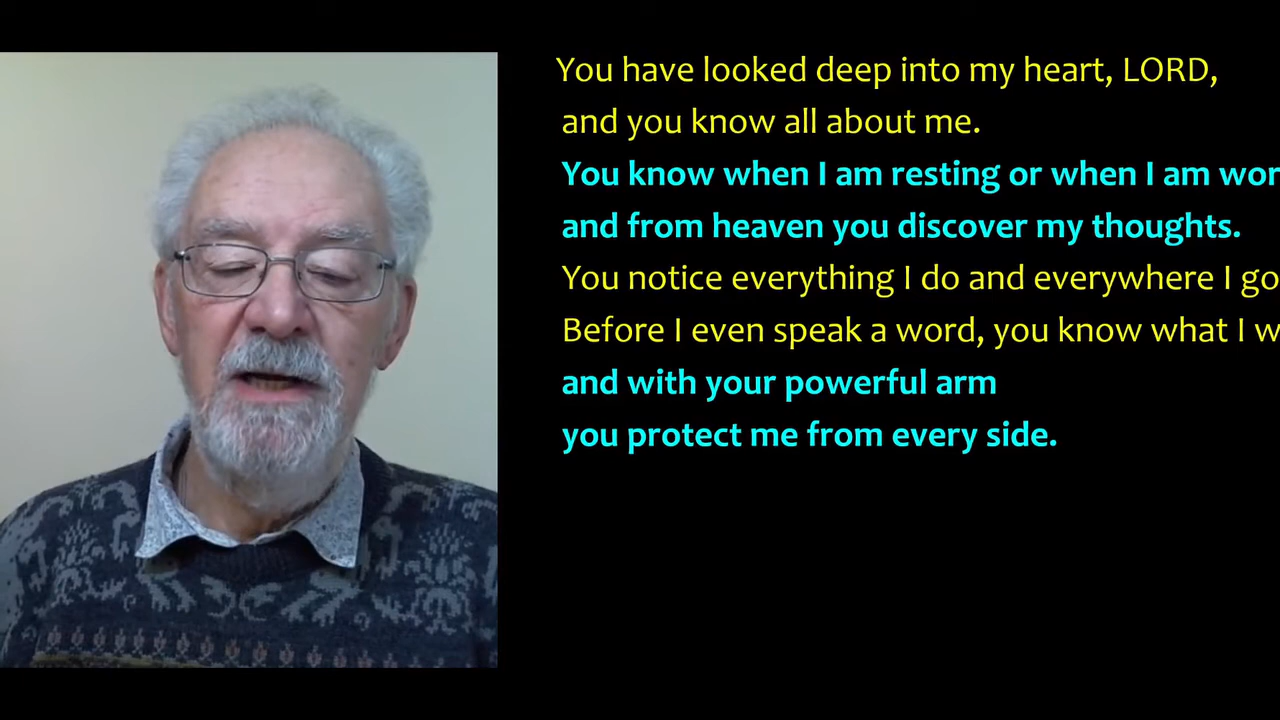 You have looked deep into my heart, LORD,
and you know all about me.
You know when I am resting or when I am wor
and from heaven you discover my thoughts.
You notice everything I do and everywhere I go
Before I even speak a word, you know what I w
and with your powerful arm
you protect me from every side.